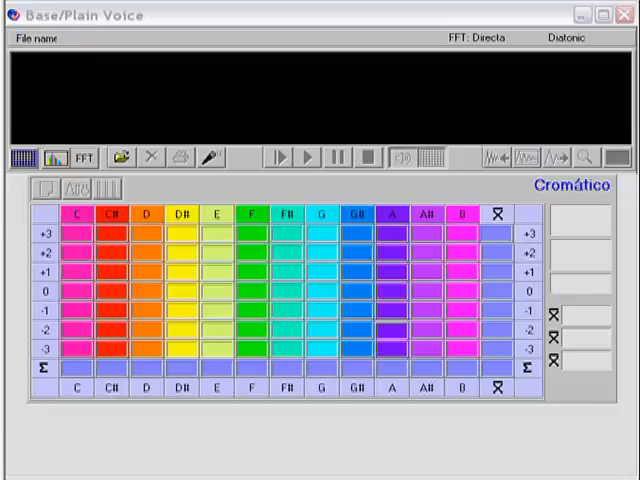 Base/Plain Voice
File name FFT: Directa Diatonic
FFT
Cromático
C C# D D# E F F# G G# A A# B
+3 +3
+2 +2
+1 +1
0 0
-1 -1
-2 -2
-3 -3
Σ Σ
C C# D D# E F F# G G# A A# B